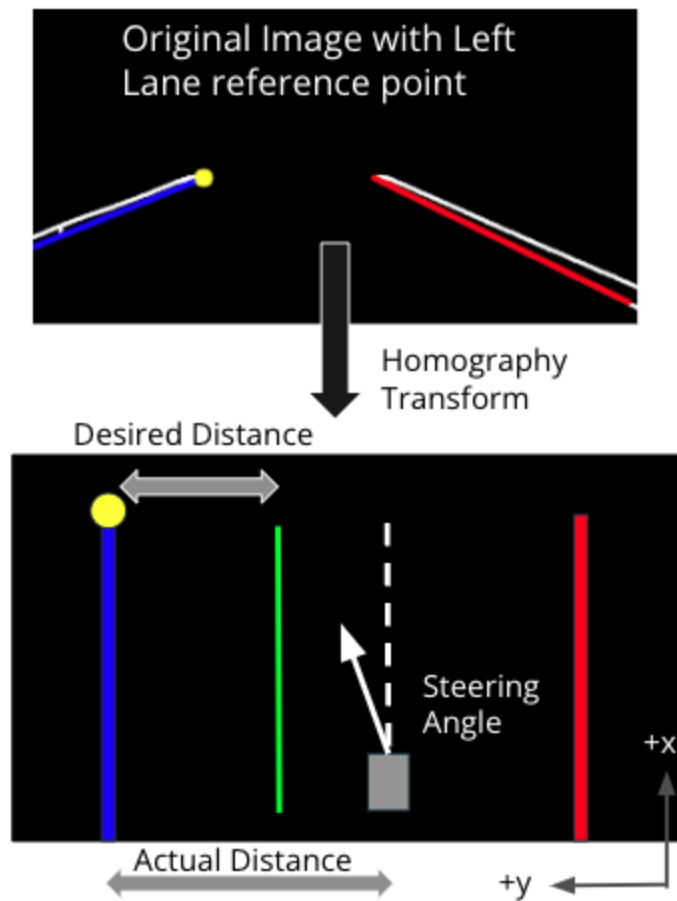 Original Image with Left
Lane reference point
Homography
Transform
Desired Distance
Steering
Angle
+x
Actual Distance
+y